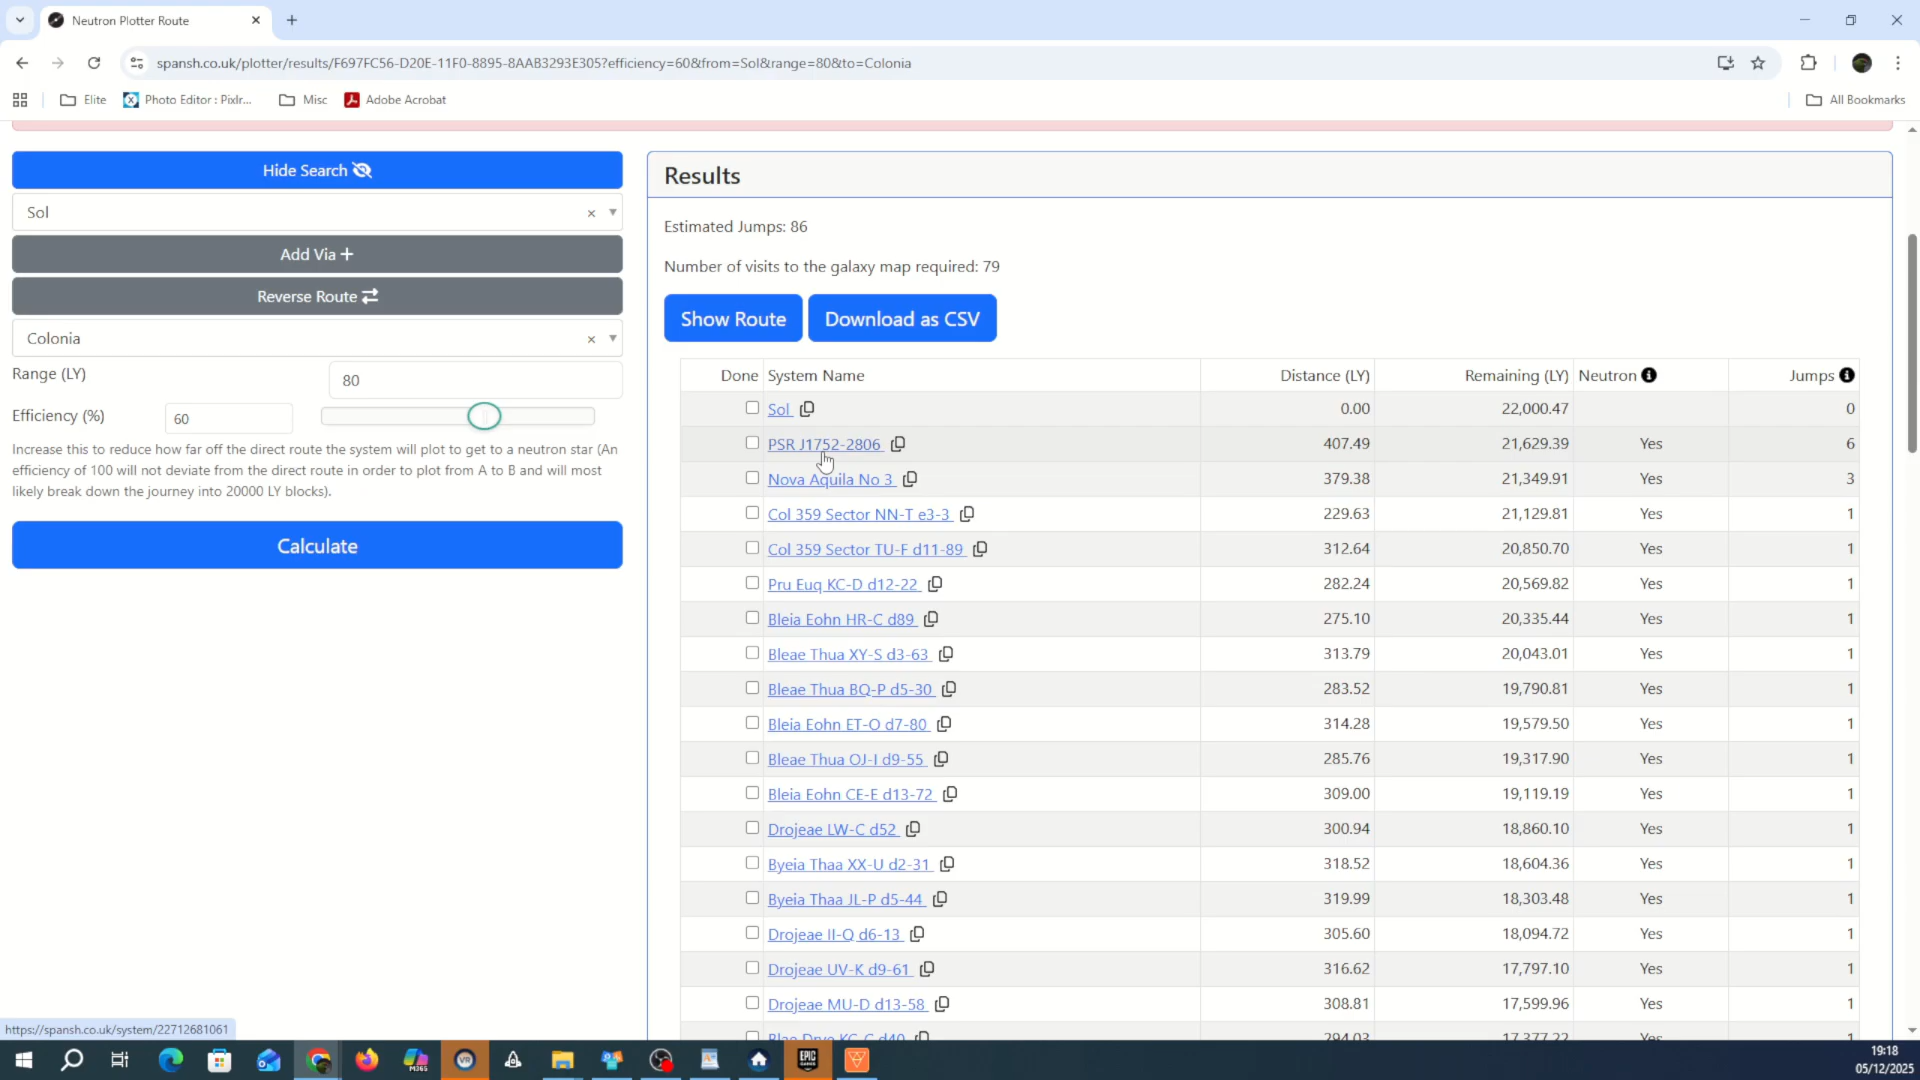 Neutron Plotter Route
spansh.co.uk/plotter/results/F697FC56-D20E-11F0-8895-8AAB3293E305?efficiency=60&from=Sol&range=80&to=Colonia
Elite
Photo Editor : Pixlr...
Misc
Adobe Acrobat
All Bookmarks
Hide Search
Sol
Add Via
Reverse Route
Colonia
Range (LY)
80
Efficiency (%)
60
Increase this to reduce how far off the direct route the system will plot to get to a neutron star (An
efficiency of 100 will not deviate from the direct route in order to plot from A to B and will most
likely break down the journey into 20000 LY blocks).
Calculate
Results
Estimated Jumps: 86
Number of visits to the galaxy map required: 79
Show Route Download as CSV
Done System Name Distance (LY) Remaining (LY) Neutron Jumps
Sol 0.00 22,000.47 0
PSR J1752-2806 407.49 21,629.39 Yes 6
Nova Aquila No 3 379.38 21,349.91 Yes 3
Col 359 Sector NN-T e3-3 229.63 21,129.81 Yes 1
Col 359 Sector TU-F d11-89 312.64 20,850.70 Yes 1
Pru Euq KC-D d12-22 282.24 20,569.82 Yes 1
Bleia Eohn HR-C d89 275.10 20,335.44 Yes 1
Bleae Thua XY-S d3-63 313.79 20,043.01 Yes 1
Bleae Thua BQ-P d5-30 283.52 19,790.81 Yes 1
Bleia Eohn ET-O d7-80 314.28 19,579.50 Yes 1
Bleae Thua OJ-I d9-55 285.76 19,317.90 Yes 1
Bleia Eohn CE-E d13-72 309.00 19,119.19 Yes 1
Drojeae LW-C d52 300.94 18,860.10 Yes 1
Byeia Thaa XX-U d2-31 318.52 18,604.36 Yes 1
Byeia Thaa JL-P d5-44 319.99 18,303.48 Yes 1
Drojeae II-Q d6-13 305.60 18,094.72 Yes 1
Drojeae UV-K d9-61 316.62 17,797.10 Yes 1
Drojeae MU-D d13-58 308.81 17,599.96 Yes 1
Blao Drye KC-C d40 294.03 17,377.22 Yes 1
https://spansh.co.uk/system/22712681061
M365
VR
EPIC
GAMES
19:18
05/12/2025